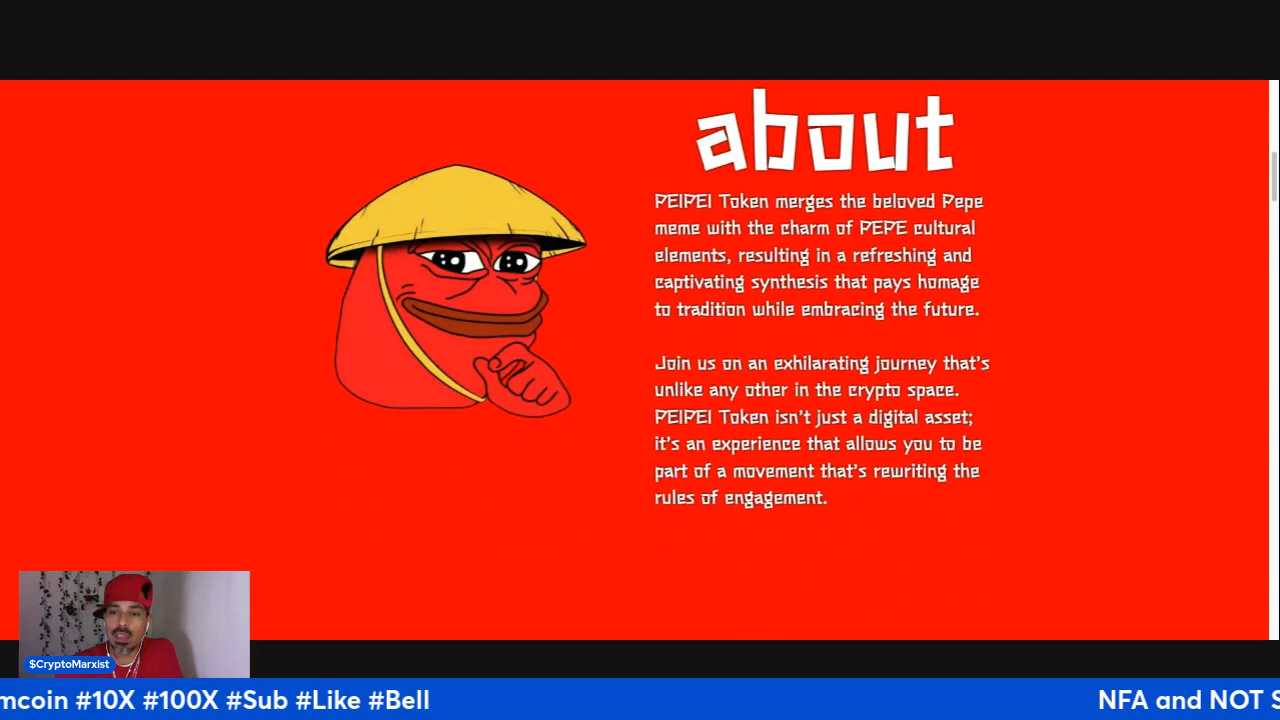 about
PEIPEI Token merges the beloved Pepe
meme with the charm of PEPE cultural
elements, resulting in a refreshing and
captivating synthesis that pays homage
to tradition while embracing the future.
Join us on an exhilarating journey that's
unlike any other in the crypto space.
PEIPEI Token isn't just a digital asset;
it's an experience that allows you to be
part of a movement that's rewriting the
rules of engagement.
$CryptoMarxist
mcoin #10X #100X #Sub #Like #Bell
NFA and NOT S